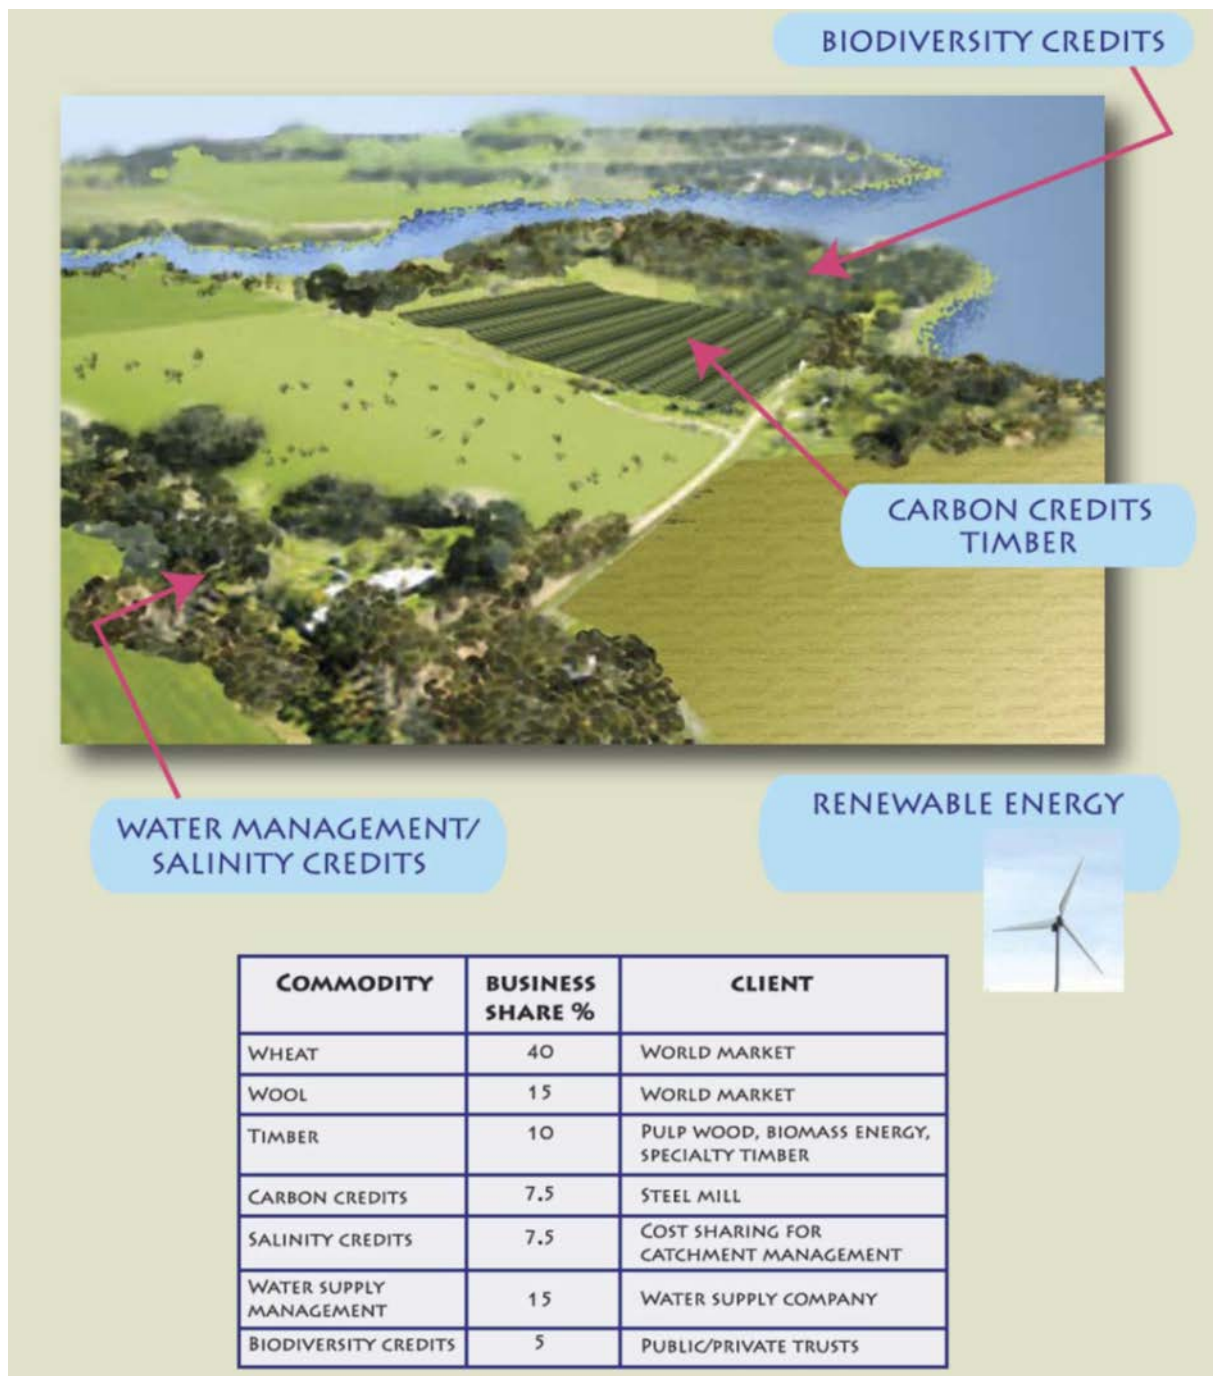 BIODIVERSITY CREDITS
CARBON CREDITS
TIMBER
WATER MANAGEMENT/
SALINITY CREDITS
RENEWABLE ENERGY
COMMODITY
BUSINESS
SHARE %
CLIENT
WHEAT
40
WORLD MARKET
WOOL
15
WORLD MARKET
TIMBER
10
PULP WOOD, BIOMASS ENERGY,
SPECIALTY TIMBER
CARBON CREDITS
7.5
STEEL MILL
SALINITY CREDITS
7.5
COST SHARING FOR
CATCHMENT MANAGEMENT
WATER SUPPLY
MANAGEMENT
15
WATER SUPPLY COMPANY
BIODIVERSITY CREDITS
5
PUBLIC/PRIVATE TRUSTS